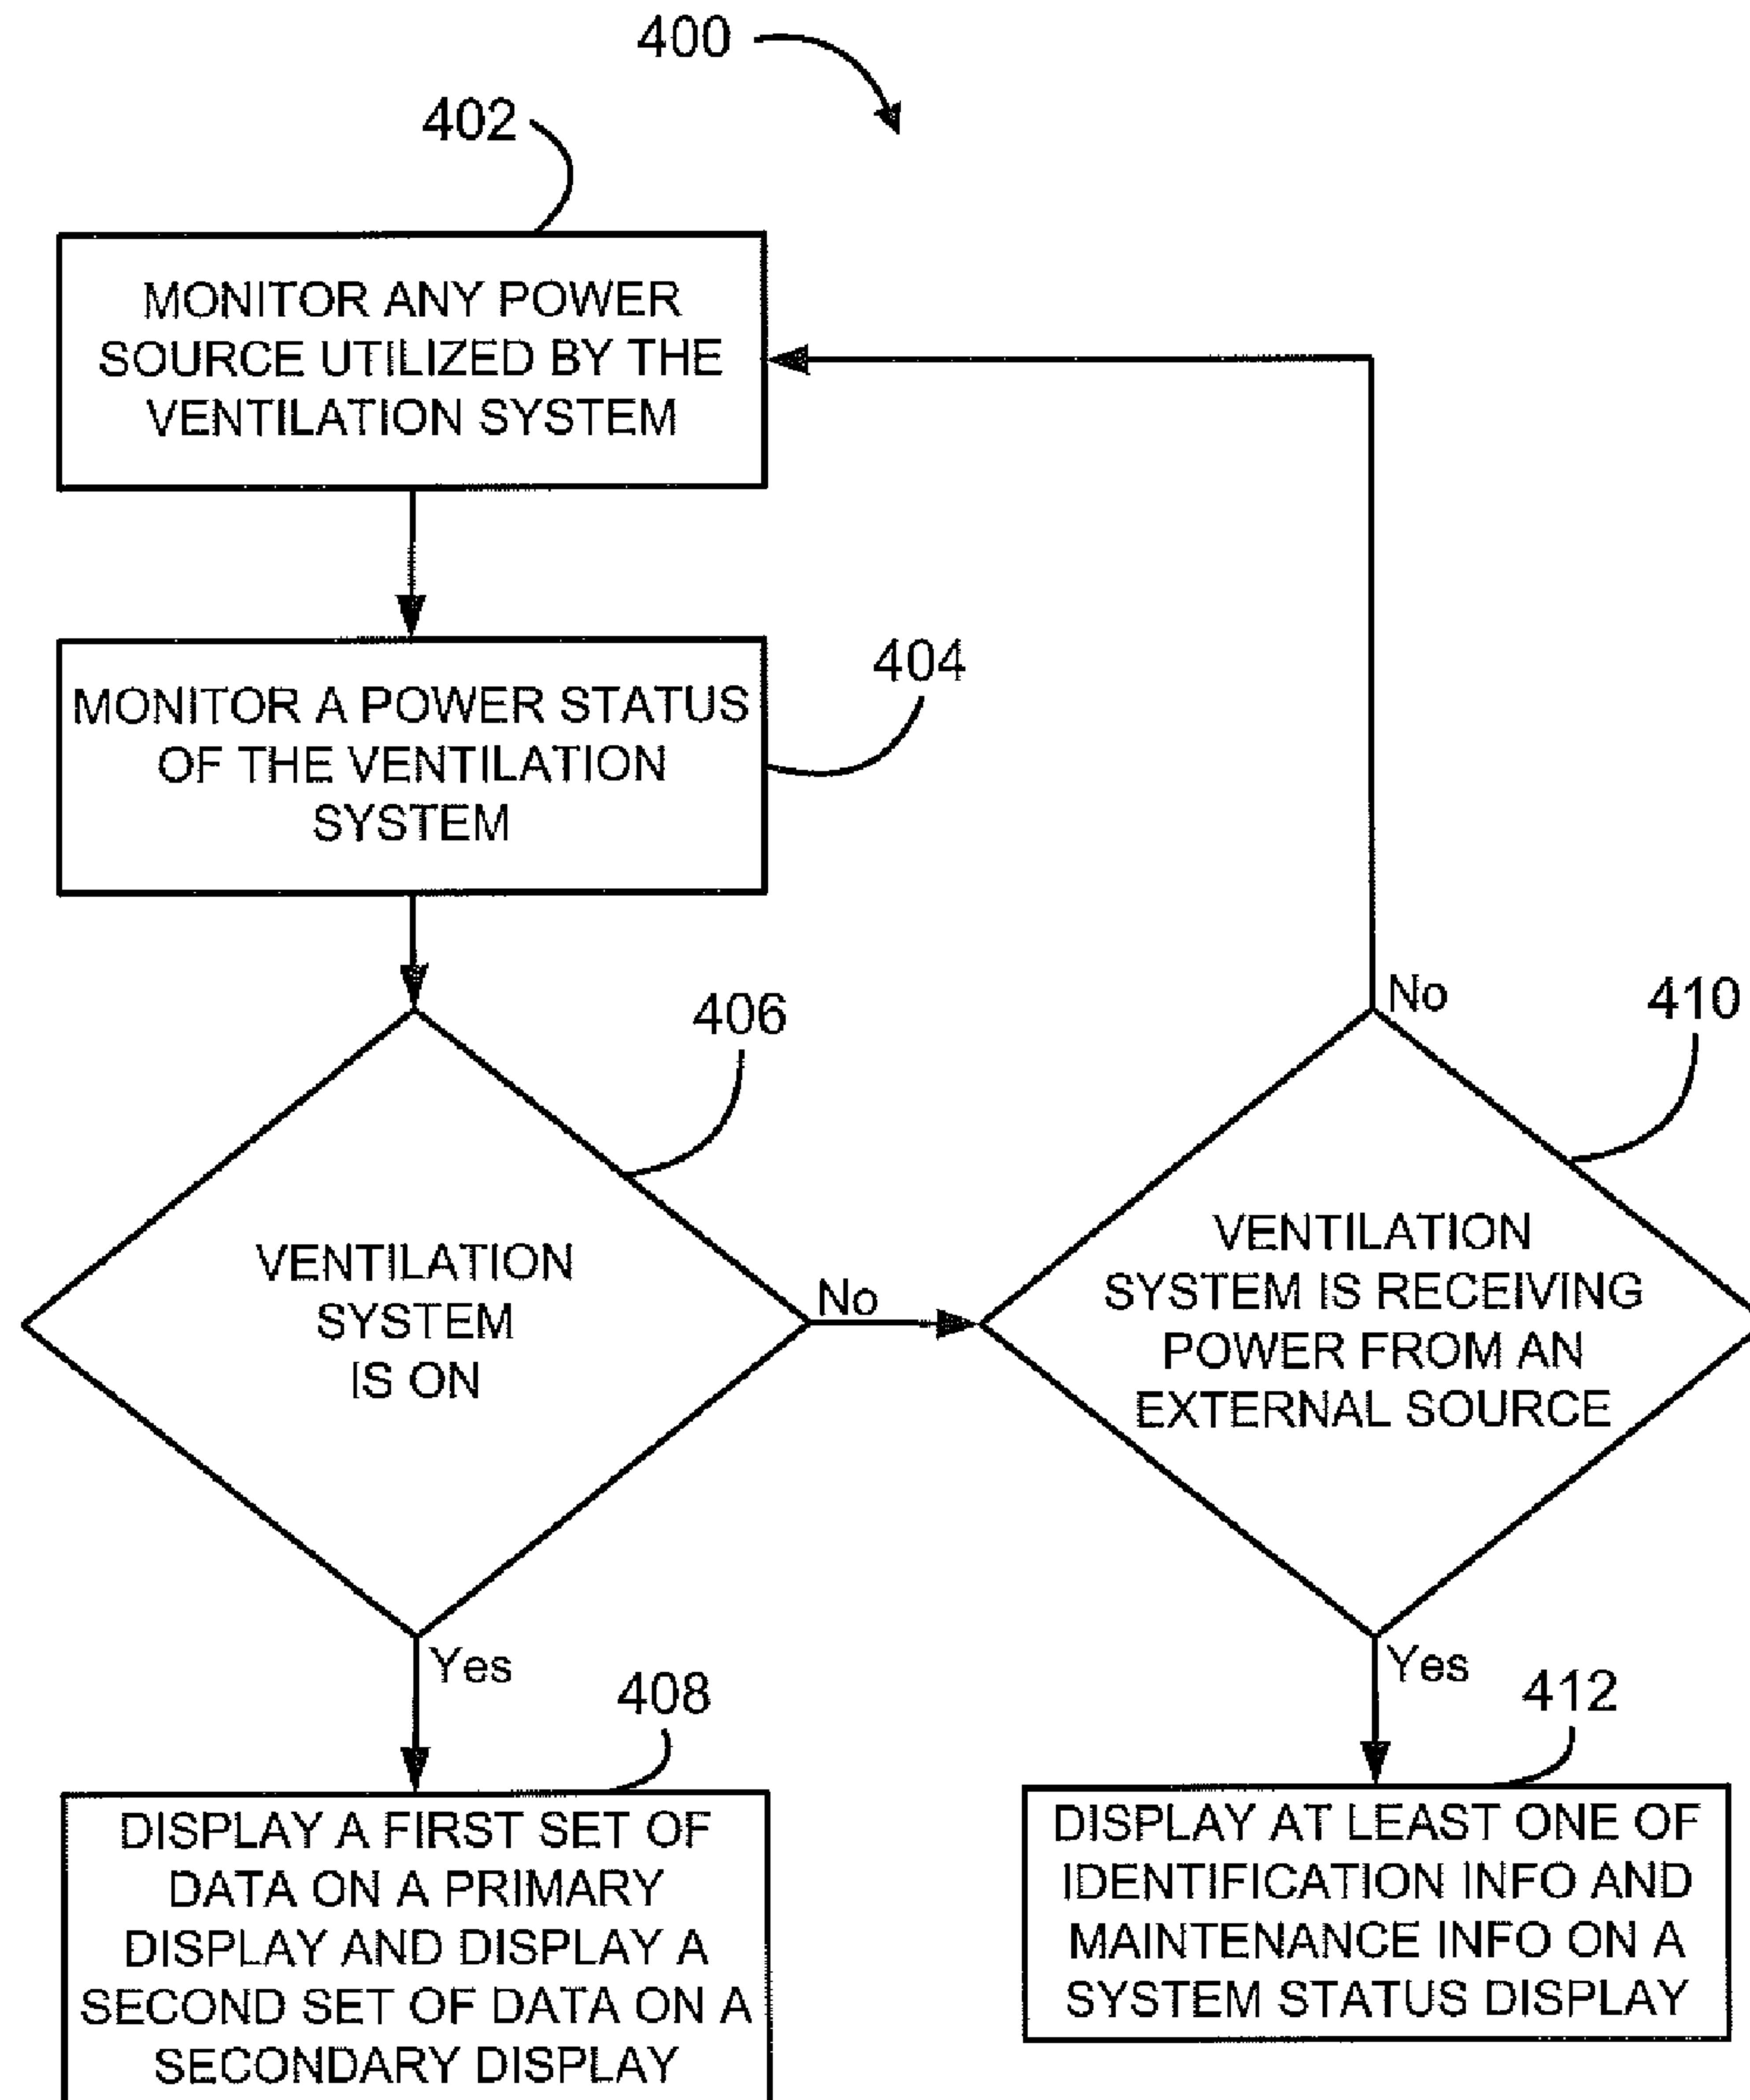 400
402
MONITOR ANY POWER
SOURCE UTILIZED BY THE
VENTILATION SYSTEM
404
MONITOR A POWER STATUS
OF THE VENTILATION
SYSTEM
406
VENTILATION
SYSTEM
IS ON
No
Yes
410
No
VENTILATION
SYSTEM IS RECEIVING
POWER FROM AN
EXTERNAL SOURCE
Yes
408
DISPLAY A FIRST SET OF
DATA ON A PRIMARY
DISPLAY AND DISPLAY A
SECOND SET OF DATA ON A
SECONDARY DISPLAY
412
DISPLAY AT LEAST ONE OF
IDENTIFICATION INFO AND
MAINTENANCE INFO ON A
SYSTEM STATUS DISPLAY